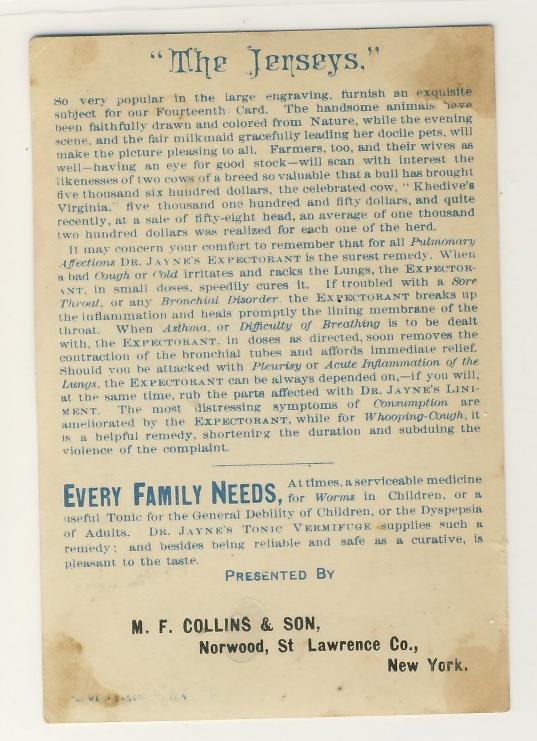 "The Jerseys."
So very popular in the large engraving, furnish an exquisite
subject for our Fourteenth Card. The handsome animals have
been faithfully drawn and colored from Nature, while the evening
scene, and the fair milkmaid gracefully leading her docile pets, will
make the picture pleasing to all. Farmers, too, and their wives as
well—having an eye for good stock—will scan with interest the
likenesses of two cows of a breed so valuable that a bull has brought
five thousand six hundred dollars, the celebrated cow, "Khedive's
Virginia," five thousand one hundred and fifty dollars, and quite
recently, at a sale of fifty-eight head, an average of one thousand
two hundred dollars was realized for each one of the herd.
It may concern your comfort to remember that for all Pulmonary
Affections DR. JAYNE'S EXPECTORANT is the surest remedy. When
a bad Cough or Cold irritates and racks the Lungs, the EXPECTOR-
ANT, in small doses, speedily cures it. If troubled with a Sore
Throat, or any Bronchial Disorder, the EXPECTORANT breaks up
the inflammation and heals promptly the lining membrane of the
throat. When Asthma, or Difficulty of Breathing is to be dealt
with, the EXPECTORANT, in doses as directed, soon removes the
contraction of the bronchial tubes and affords immediate relief.
Should you be attacked with Pleurisy or Acute Inflammation of the
Lungs, the EXPECTORANT can be always depended on,—if you will,
at the same time, rub the parts affected with DR. JAYNE'S LINI-
MENT. The most distressing symptoms of Consumption are
ameliorated by the EXPECTORANT, while for Whooping-Cough, it
is a helpful remedy, shortening the duration and subduing the
violence of the complaint.
EVERY FAMILY NEEDS, At times, a serviceable medicine
for Worms in Children, or a
useful Tonic for the General Debility of Children, or the Dyspepsia
of Adults. DR. JAYNE'S TONIC VERMIFUGE supplies such a
remedy; and besides being reliable and safe as a curative, is
pleasant to the taste.
PRESENTED BY
M. F. COLLINS & SON,
Norwood, St Lawrence Co.,
New York.